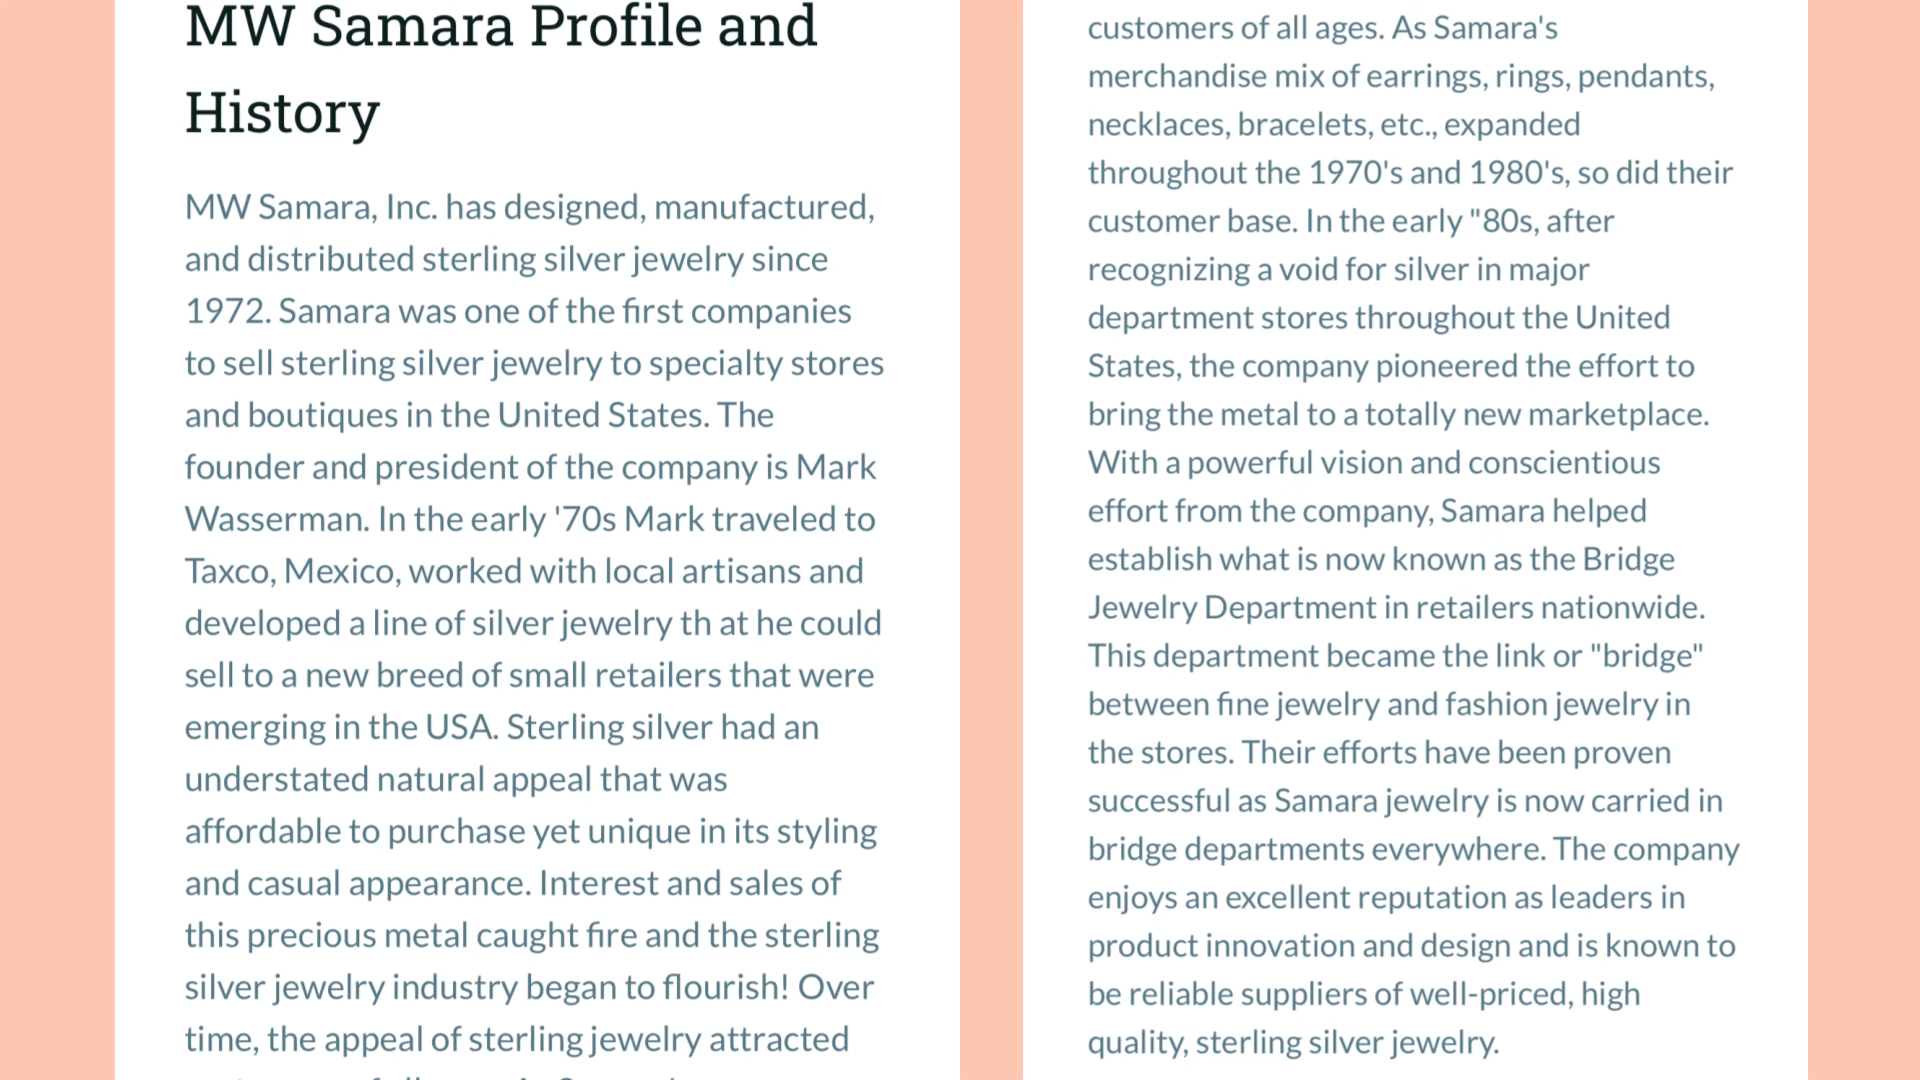 MW Samara Profile and
History
MW Samara, Inc. has designed, manufactured,
and distributed sterling silver jewelry since
1972. Samara was one of the first companies
to sell sterling silver jewelry to specialty stores
and boutiques in the United States. The
founder and president of the company is Mark
Wasserman. In the early '70s Mark traveled to
Taxco, Mexico, worked with local artisans and
developed a line of silver jewelry th at he could
sell to a new breed of small retailers that were
emerging in the USA. Sterling silver had an
understated natural appeal that was
affordable to purchase yet unique in its styling
and casual appearance. Interest and sales of
this precious metal caught fire and the sterling
silver jewelry industry began to flourish! Over
time, the appeal of sterling jewelry attracted
customers of all ages. As Samara's
merchandise mix of earrings, rings, pendants,
necklaces, bracelets, etc., expanded
throughout the 1970's and 1980's, so did their
customer base. In the early "80s, after
recognizing a void for silver in major
department stores throughout the United
States, the company pioneered the effort to
bring the metal to a totally new marketplace.
With a powerful vision and conscientious
effort from the company, Samara helped
establish what is now known as the Bridge
Jewelry Department in retailers nationwide.
This department became the link or "bridge"
between fine jewelry and fashion jewelry in
the stores. Their efforts have been proven
successful as Samara jewelry is now carried in
bridge departments everywhere. The company
enjoys an excellent reputation as leaders in
product innovation and design and is known to
be reliable suppliers of well-priced, high
quality, sterling silver jewelry.